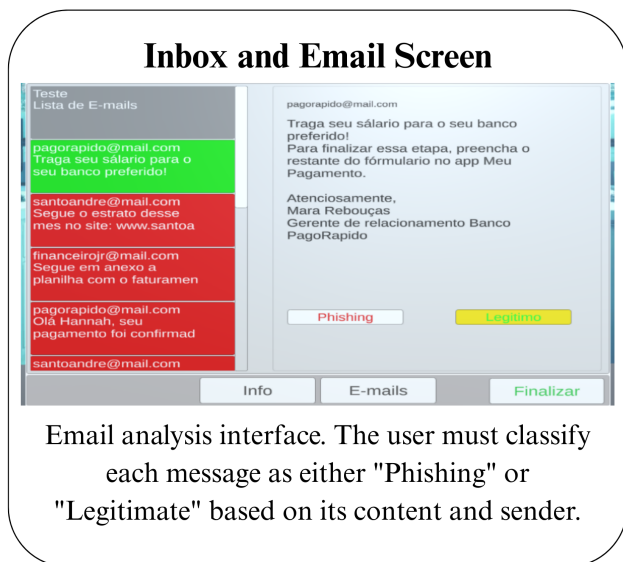 Inbox and Email Screen
Teste
Lista de E-mails
pagorapido@mail.com
Traga seu sálario para o
seu banco preferido!
santoandre@mail.com
Segue o estrato desse
mes no site: www.santoa
financeirojr@mail.com
Segue em anexo a
planilha com o faturamen
pagorapido@mail.com
Olá Hannah, seu
pagamento foi confirmad
santoandre@mail.com
pagorapido@mail.com
Traga seu sálario para o seu banco
preferido!
Para finalizar essa etapa, preencha o
restante do fórmulario no app Meu
Pagamento.
Atenciosamente,
Mara Rebouças
Gerente de relacionamento Banco
PagoRapido
Phishing
Legitimo
Info
E-mails
Finalizar
Email analysis interface. The user must classify
each message as either "Phishing" or
"Legitimate" based on its content and sender.